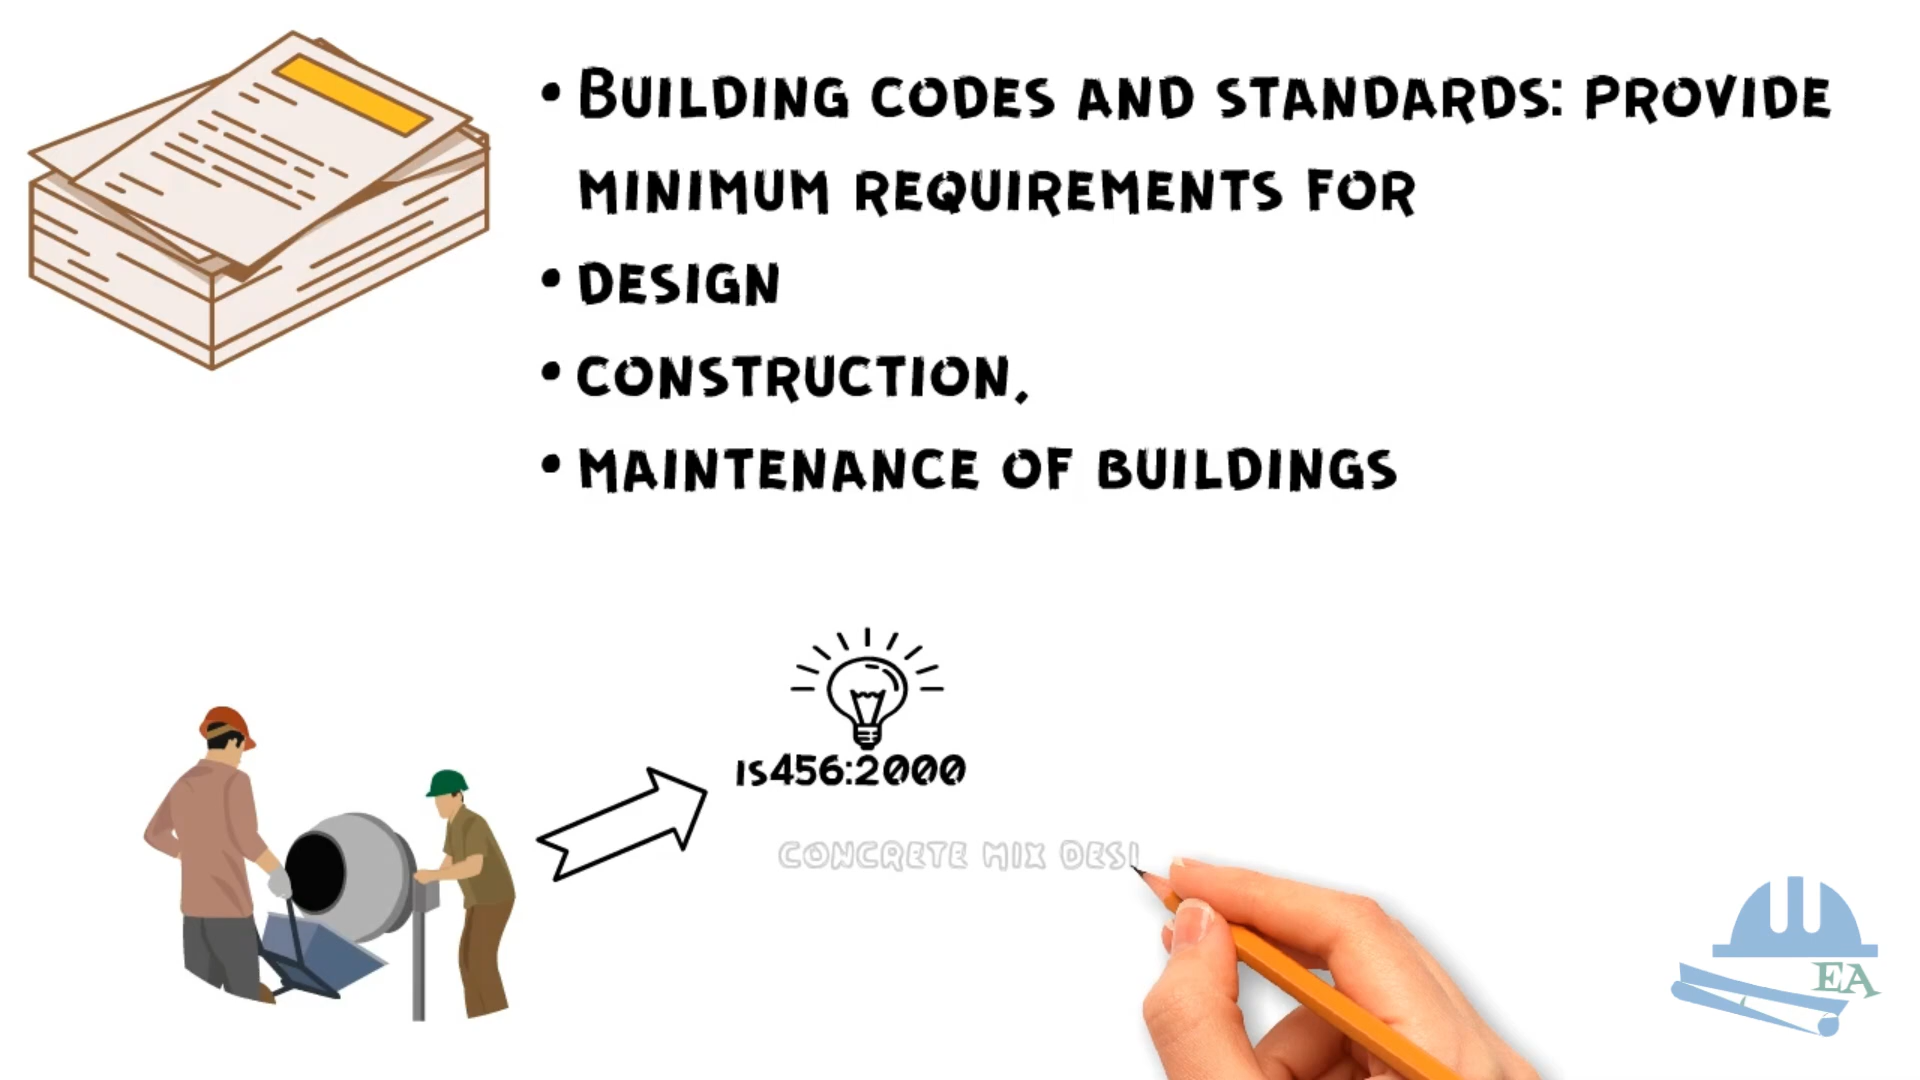 • Building codes and standards: provide
minimum requirements for
• design
• construction,
• maintenance of buildings
IS456:2000
CONCRETE MIX DESI
EA